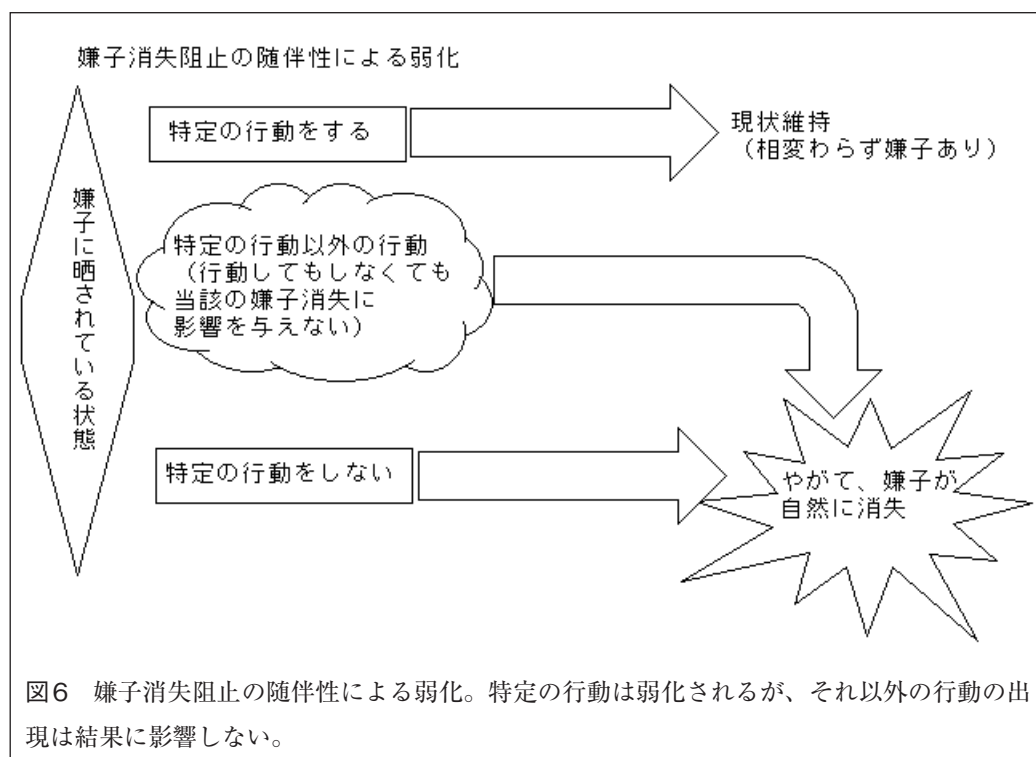 嫌子消失阻止の随伴性による弱化
嫌子に晒されている状態
特定の行動をする
現状維持
(相変わらず嫌子あり)
特定の行動以外の行動
(行動してもしなくても
当該の嫌子消失に
影響を与えない)
特定の行動をしない
やがて、嫌子が
自然に消失
図6 嫌子消失阻止の随伴性による弱化。特定の行動は弱化されるが、それ以外の行動の出
現は結果に影響しない。